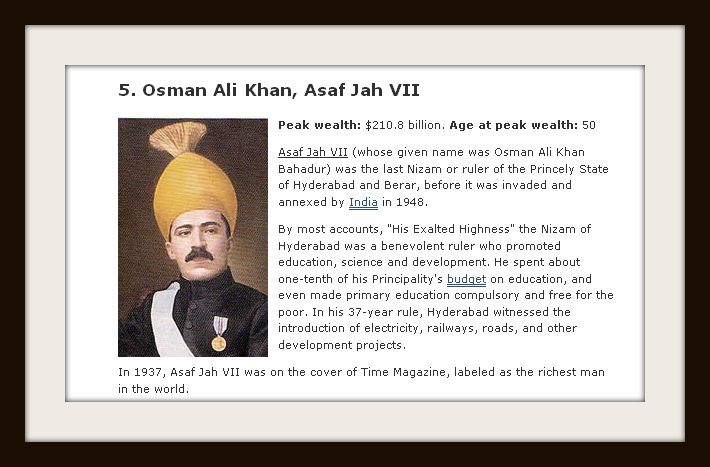 5. Osman Ali Khan, Asaf Jah VII
Peak wealth: $210.8 billion. Age at peak wealth: 50
Asaf Jah VII (whose given name was Osman Ali Khan
Bahadur) was the last Nizam or ruler of the Princely State
of Hyderabad and Berar, before it was invaded and
annexed by India in 1948.
By most accounts, "His Exalted Highness" the Nizam of
Hyderabad was a benevolent ruler who promoted
education, science and development. He spent about
one-tenth of his Principality's budget on education, and
even made primary education compulsory and free for the
poor. In his 37-year rule, Hyderabad witnessed the
introduction of electricity, railways, roads, and other
development projects.
In 1937, Asaf Jah VII was on the cover of Time Magazine, labeled as the richest man
in the world.